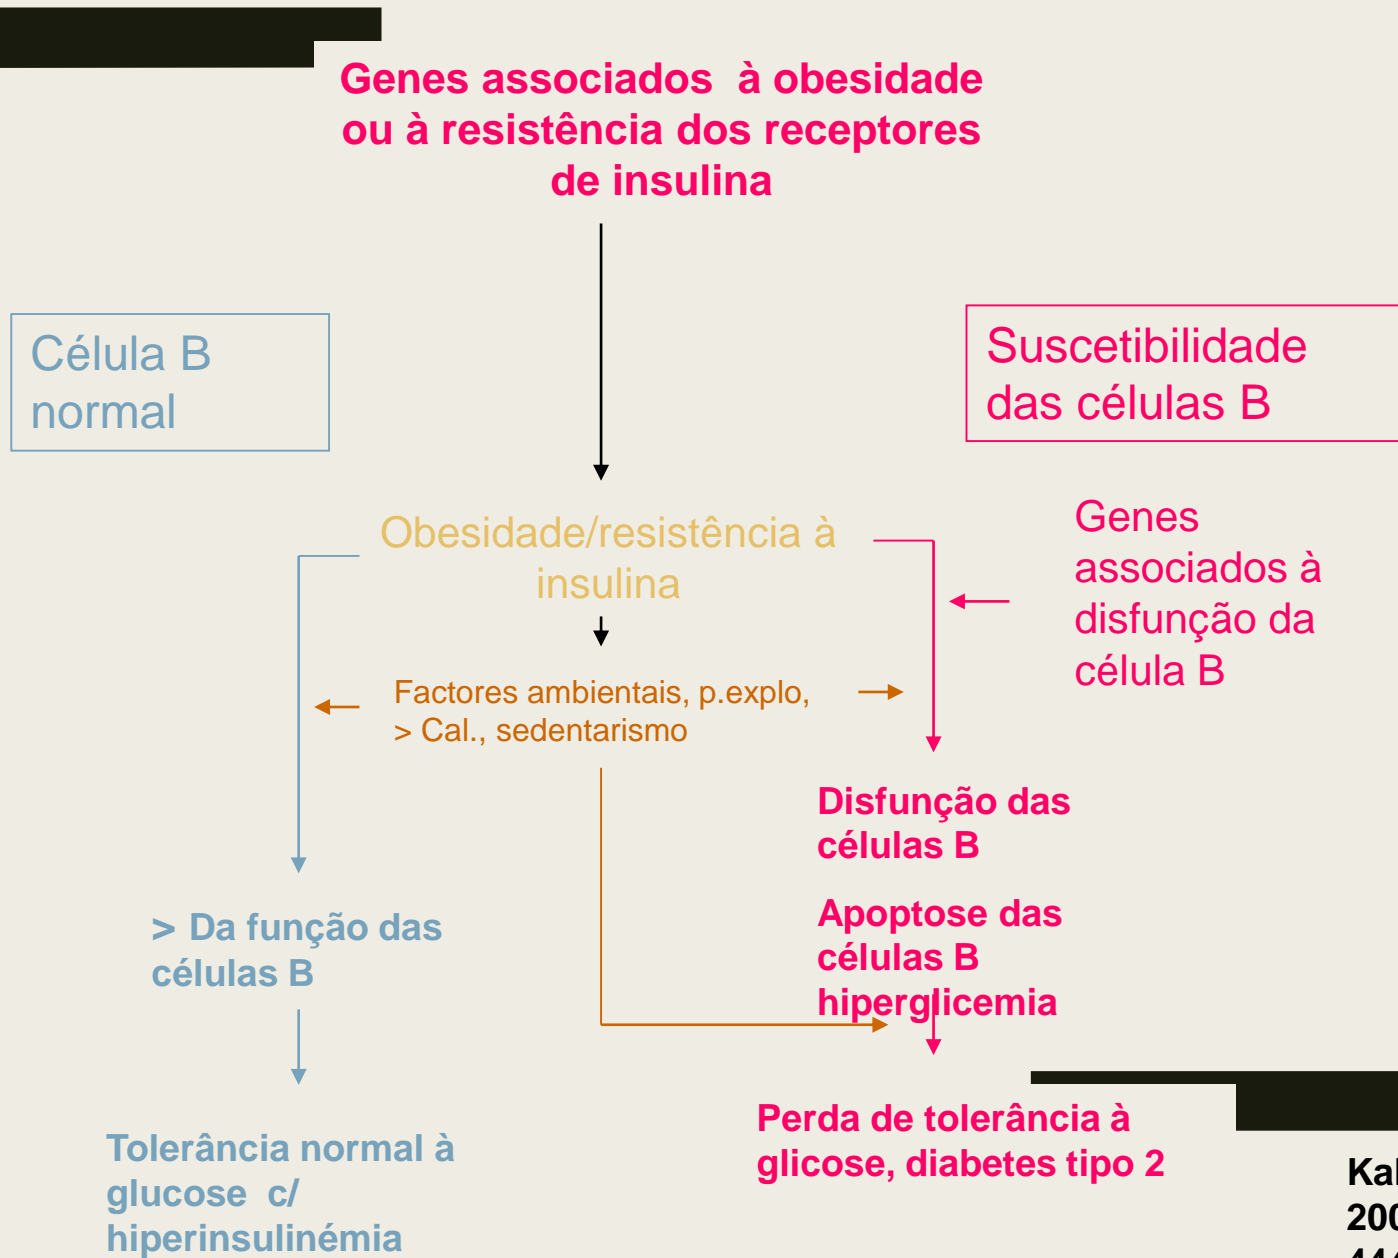 Genes associados à obesidade
ou à resistência dos receptores
de insulina
Célula B
normal
Suscetibilidade
das células B
Obesidade/resistência à
insulina
Genes
associados à
disfunção da
célula B
Factores ambientais, p.explo,
> Cal., sedentarismo
Disfunção das
células B
Apoptose das
células B
hiperglicemia
> Da função das
células B
Perda de tolerância à
glicose, diabetes tipo 2
Tolerância normal à
glucose c/
hiperinsulinémia